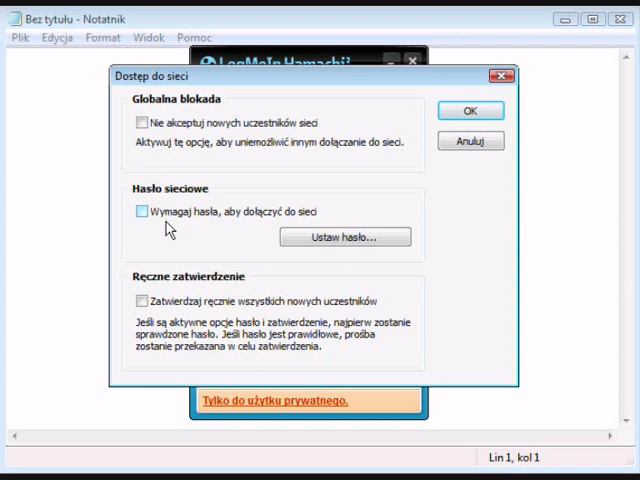 Bez tytułu - Notatnik
Plik Edycja Format Widok Pomoc
LogMeIn Hamachi²
Dostęp do sieci
Globalna blokada
Nie akceptuj nowych uczestników sieci
Aktywuj tę opcję, aby uniemożliwić innym dołączanie do sieci.
OK
Anuluj
Hasło sieciowe
Wymagaj hasła, aby dołączyć do sieci
Ustaw hasło...
Ręczne zatwierdzenie
Zatwierdzaj ręcznie wszystkich nowych uczestników
Jeśli są aktywne opcje hasło i zatwierdzenie, najpierw zostanie
sprawdzone hasło. Jeśli hasło jest prawidłowe, prośba
zostanie przekazana w celu zatwierdzenia.
Tylko do użytku prywatnego.
Lin 1, kol 1